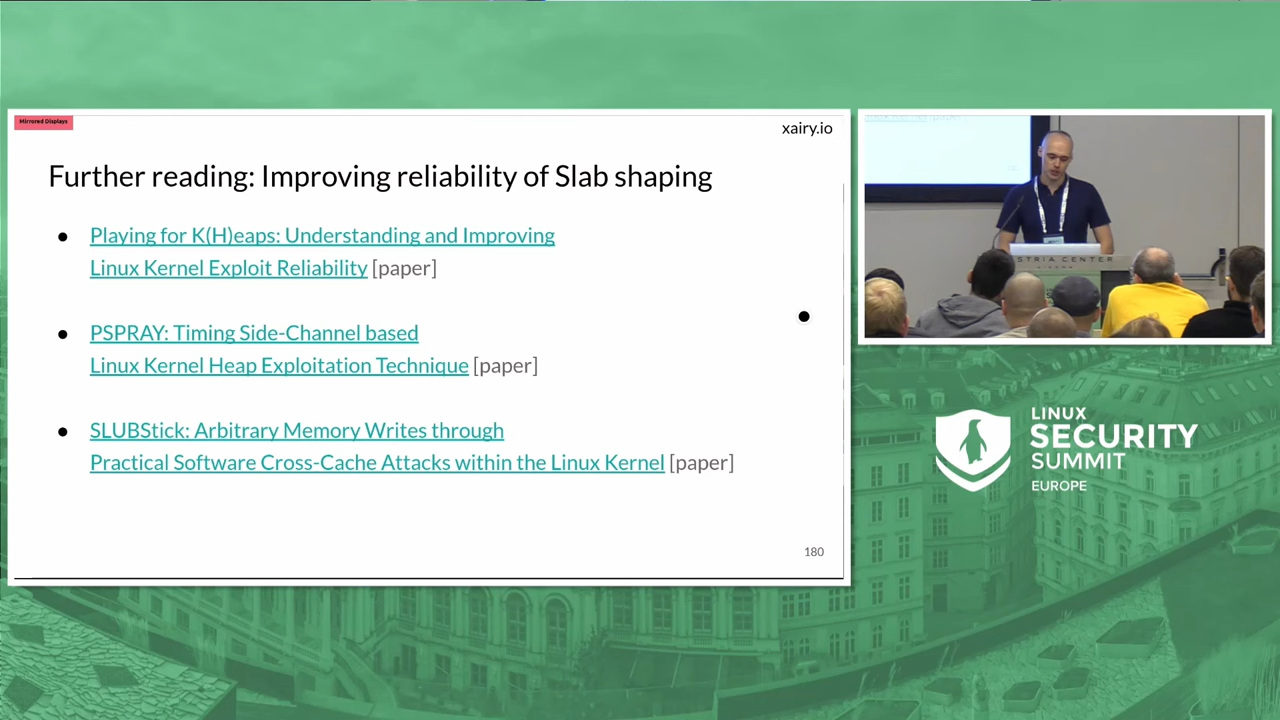 Mirrored Displays
xairy.io
Further reading: Improving reliability of Slab shaping
● Playing for K(H)eaps: Understanding and Improving
Linux Kernel Exploit Reliability [paper]
● PSPRAY: Timing Side-Channel based
Linux Kernel Heap Exploitation Technique [paper]
● SLUBStick: Arbitrary Memory Writes through
Practical Software Cross-Cache Attacks within the Linux Kernel [paper]
180
STRIA CENTER
LINUX
SECURITY
SUMMIT
EUROPE